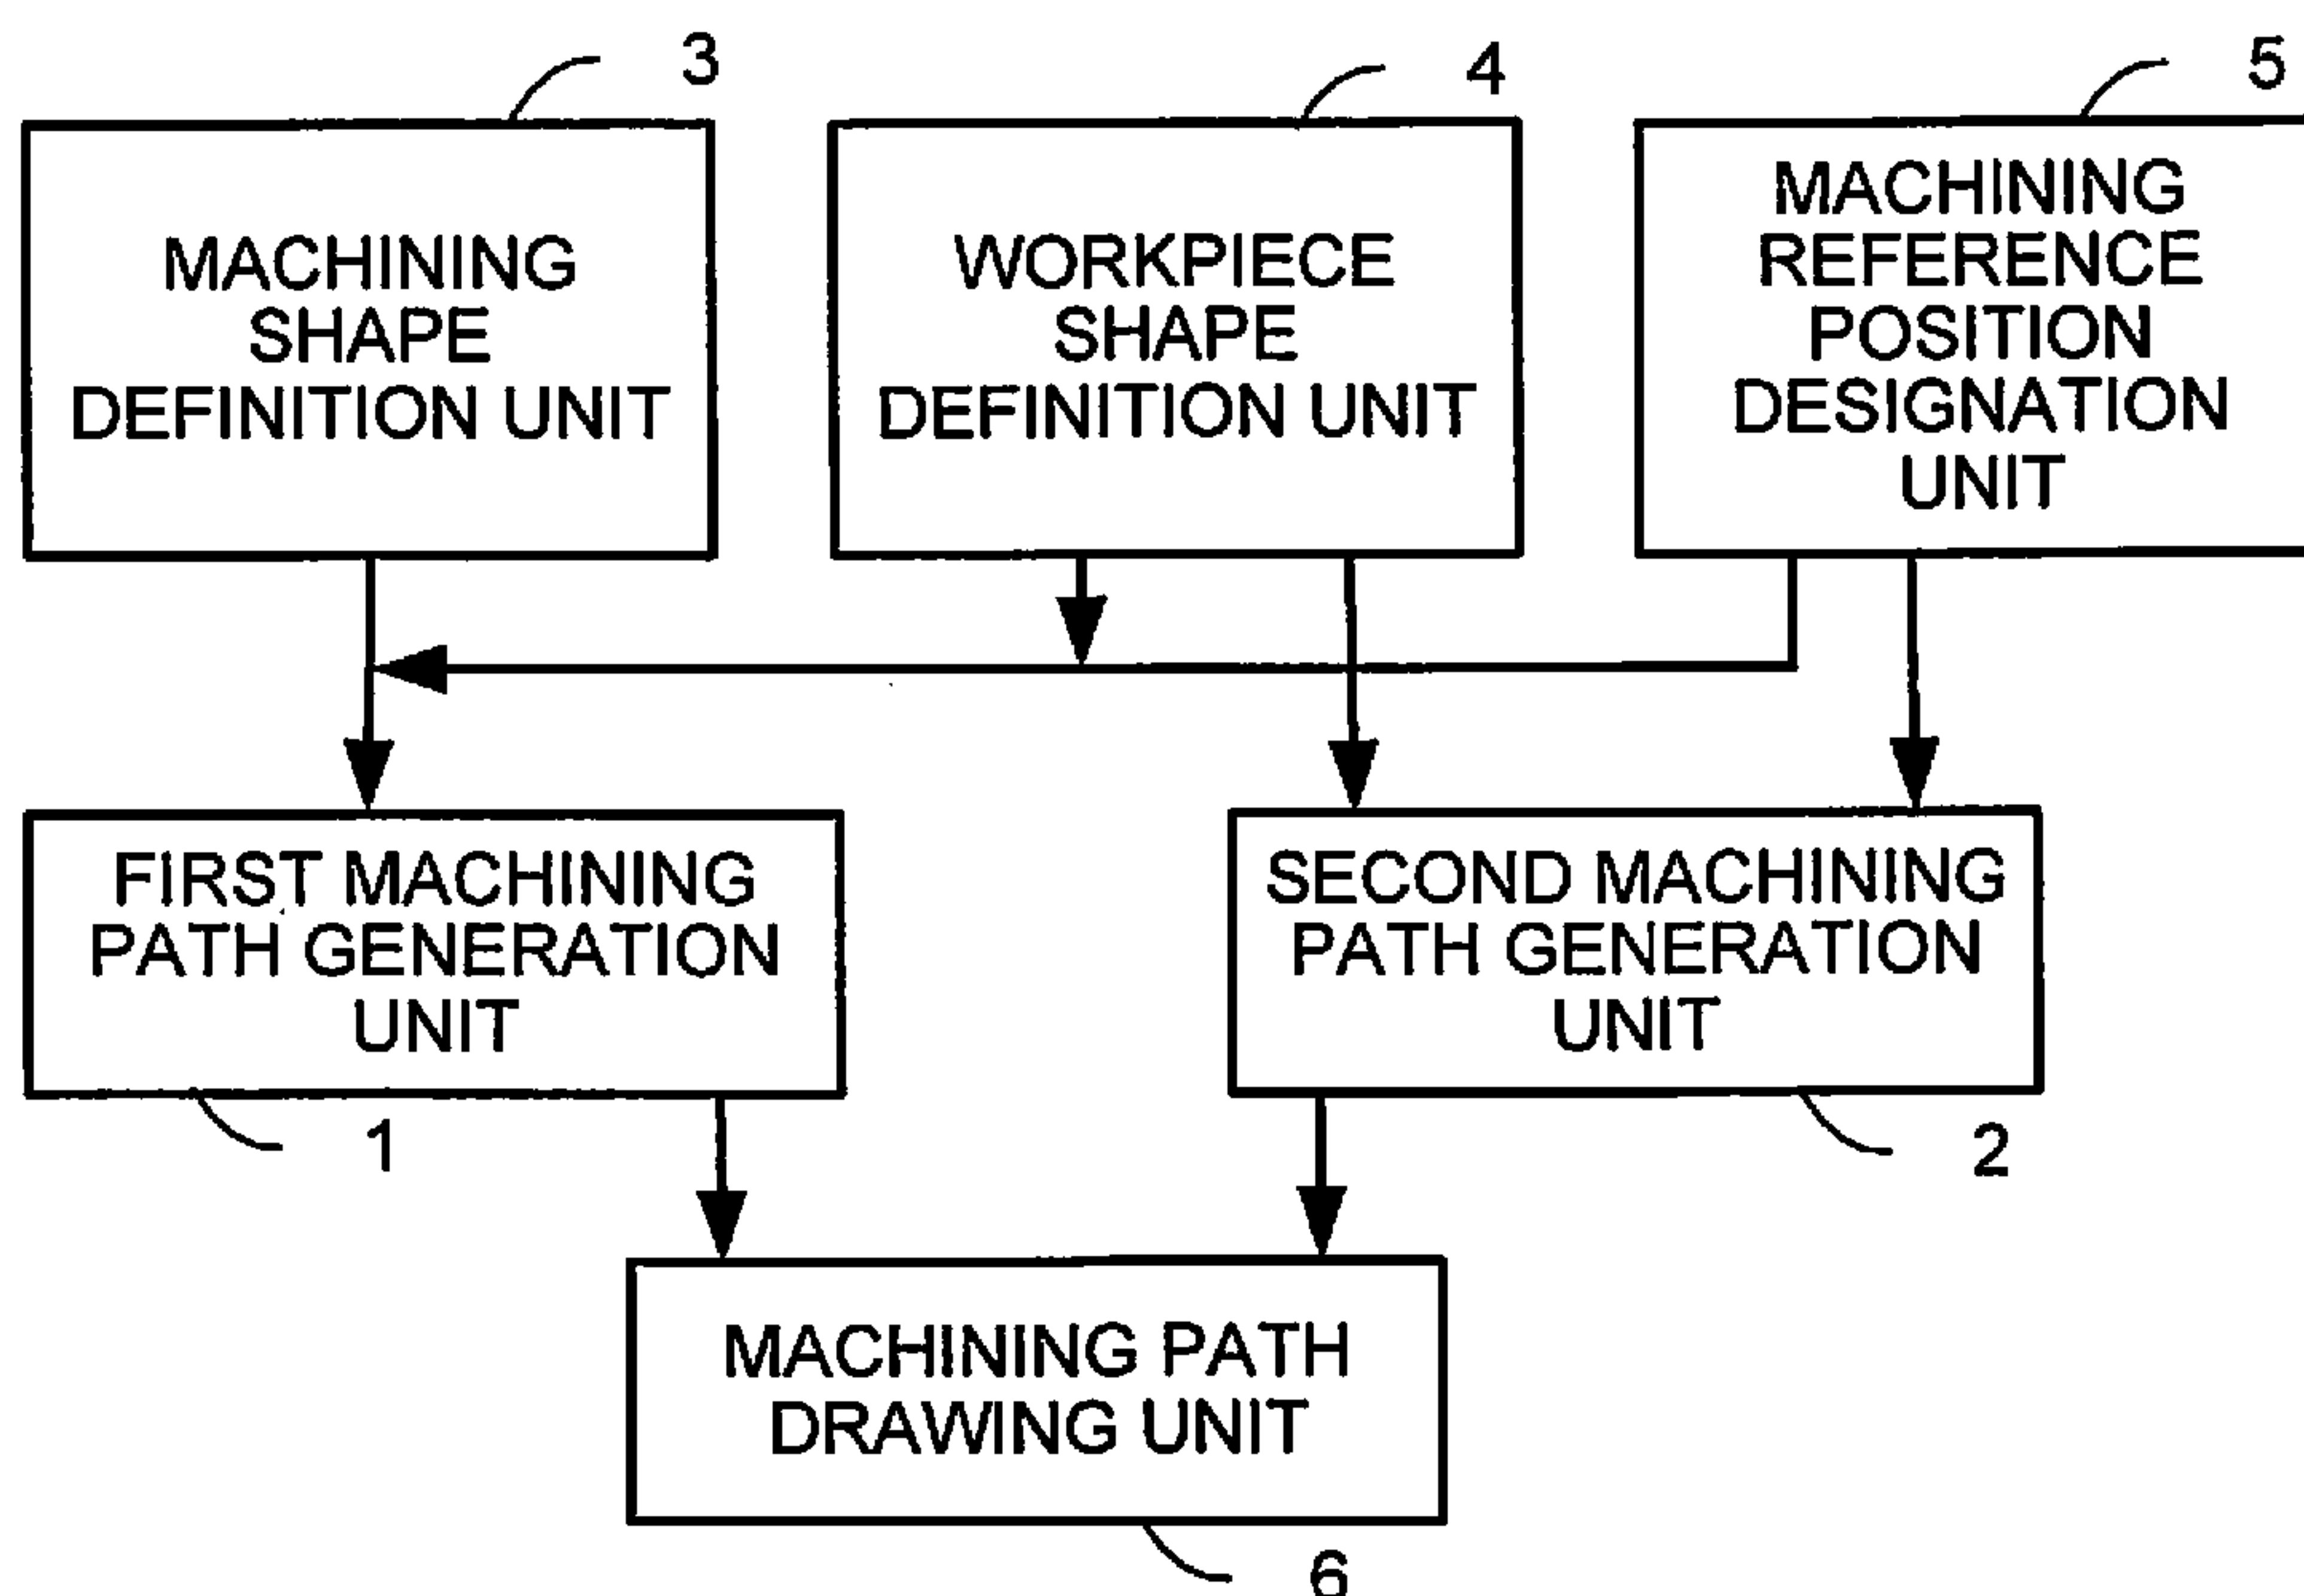 3
4
5
MACHINING
SHAPE
DEFINITION UNIT
WORKPIECE
SHAPE
DEFINITION UNIT
MACHINING
REFERENCE
POSITION
DESIGNATION
UNIT
FIRST MACHINING
PATH GENERATION
UNIT
SECOND MACHINING
PATH GENERATION
UNIT
1
2
MACHINING PATH
DRAWING UNIT
6